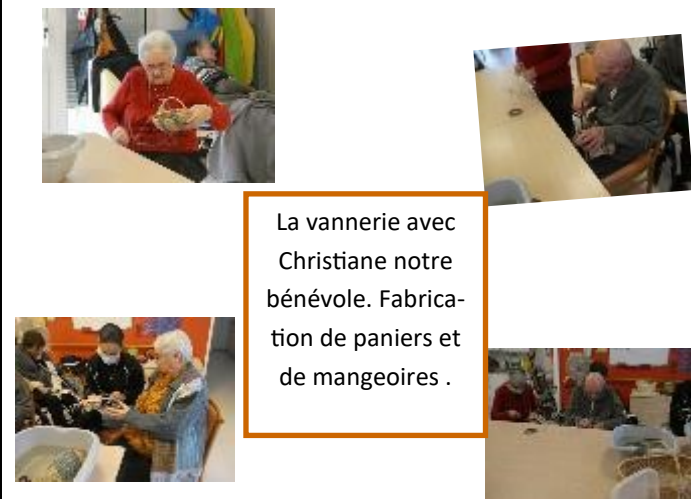 La vannerie avec
Christiane notre
bénévole. Fabrica-
tion de paniers et
de mangeoires .